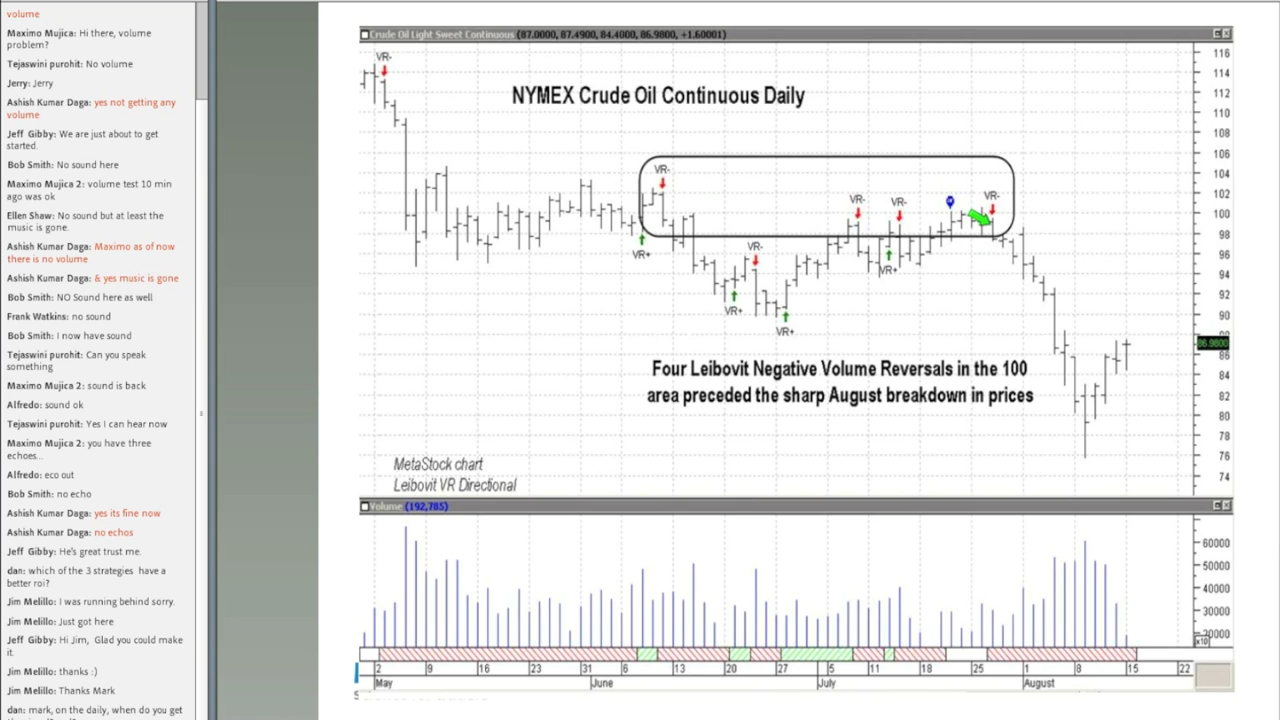 volume
Maximo Mujica: Hi there, volume
problem?
Tejaswini purohit: No volume
Jerry: Jerry
Ashish Kumar Daga: yes not getting any
volume
Jeff Gibby: We are just about to get
started.
Bob Smith: No sound here
Maximo Mujica 2: volume test 10 min
ago was ok
Ellen Shaw: No sound but at least the
music is gone.
Ashish Kumar Daga: Maximo as of now
there is no volume
Ashish Kumar Daga: & yes music is gone
Bob Smith: NO Sound here as well
Frank Watkins: no sound
Bob Smith: I now have sound
Tejaswini purohit: Can you speak
something
Maximo Mujica 2: sound is back
Alfredo: sound ok
Tejaswini purohit: Yes I can hear now
Maximo Mujica 2: you have three
echoes...
Alfredo: eco out
Bob Smith: no echo
Ashish Kumar Daga: yes its fine now
Ashish Kumar Daga: no echos
Jeff Gibby: He's great trust me.
dan: which of the 3 strategies have a
better roi?
Jim Melillo: I was running behind sorry.
Jim Melillo: Just got here
Jeff Gibby: Hi Jim, Glad you could make
it.
Jim Melillo: thanks :)
Jim Melillo: Thanks Mark
dan: mark, on the daily, when do you get
Crude Oil Light Sweet Continuous (87.0000, 87.4900, 84.4000, 86.9800, +1.60001)
NYMEX Crude Oil Continuous Daily
VR-
VR-
VR-
VR-
VR-
VR+
VR-
VR+
VR+
VR+
Four Leibovit Negative Volume Reversals in the 100
area preceded the sharp August breakdown in prices
MetaStock chart
Leibovit VR Directional
116
114
112
110
108
106
104
102
100
98
96
94
92
90
86.9800
86
84
82
80
78
76
74
Volume (192,785)
60000
50000
40000
30000
20000
x10
2 9 16 23 31 6 13 20 27 5 11 18 25 1 8 15 22
May June July August